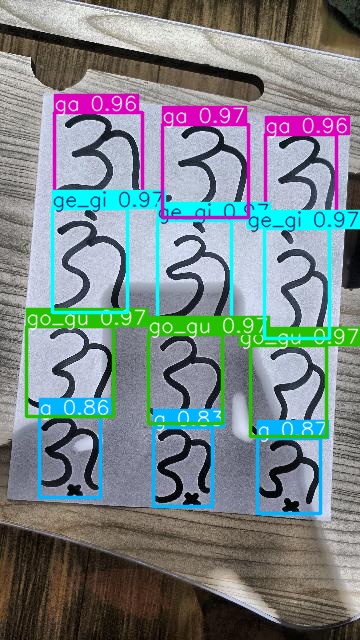 ga 0.96 ga 0.97 ga 0.96
ᜄ ᜄ ᜄ
ge_gi 0.97 ge_gi 0.97 ge_gi 0.97
ᜄᜒ ᜄᜒ ᜄᜒ
go_gu 0.97 go_gu 0.97 go_gu 0.97
ᜄᜓ ᜄᜓ ᜄᜓ
g 0.86 g 0.83 g 0.87
ᜄ᜔ ᜄ᜔ ᜄ᜔